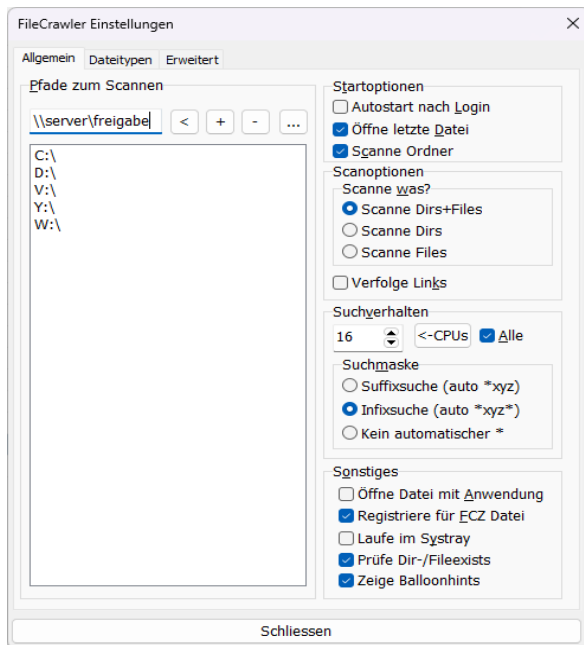 FileCrawler Einstellungen
Allgemein Dateitypen Erweitert
Pfade zum Scannen
\\server\freigabe < + - ...
C:\
D:\
V:\
Y:\
W:\
Startoptionen
Autostart nach Login
Öffne letzte Datei
Scanne Ordner
Scanoptionen
Scanne was?
Scanne Dirs+Files
Scanne Dirs
Scanne Files
Verfolge Links
Suchverhalten
16 <-CPUs Alle
Suchmaske
Suffixsuche (auto *xyz)
Infixsuche (auto *xyz*)
Kein automatischer *
Sonstiges
Öffne Datei mit Anwendung
Registriere für FCZ Datei
Laufe im Systray
Prüfe Dir-/Fileexists
Zeige Balloonhints
Schliessen